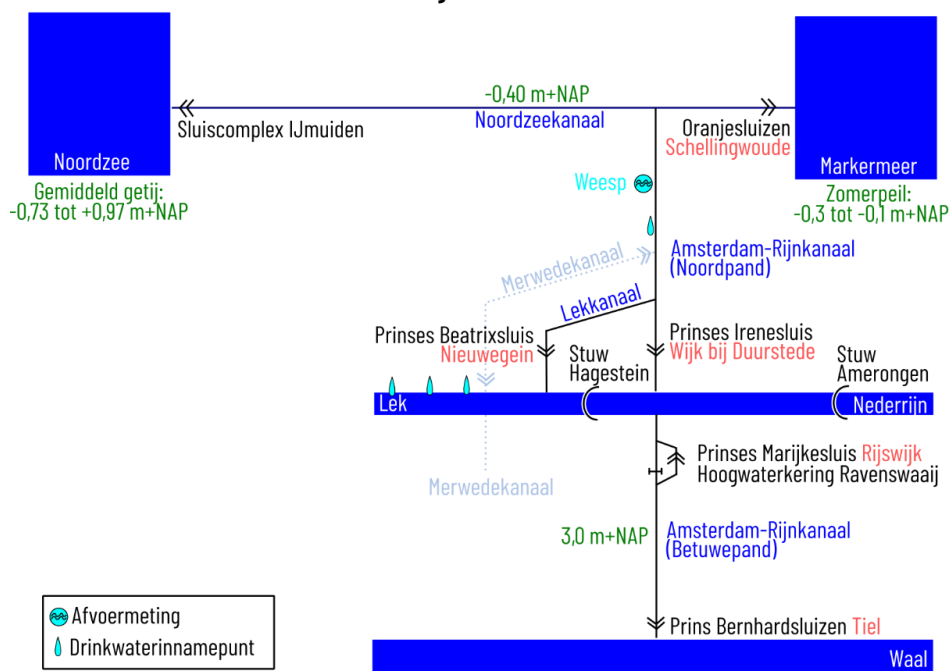 -0,40 m+NAP
Noordzeekanaal
Sluiscomplex IJmuiden
Oranjesluizen
Schellingwoude
Noordzee
Markermeer
Gemiddeld getij:
-0,73 tot +0,97 m+NAP
Zomerpeil:
-0,3 tot -0,1 m+NAP
Weesp
Amsterdam-Rijnkanaal
(Noordpand)
Merwedekanaal
Lekkanaal
Prinses Beatrixsluis
Nieuwegein
Stuw
Hagestein
Prinses Irenesluis
Wijk bij Duurstede
Stuw
Amerongen
Lek
Nederrijn
Prinses Marijkesluis Rijswijk
Hoogwaterkering Ravenswaaij
Merwedekanaal
3,0 m+NAP
Amsterdam-Rijnkanaal
(Betuwepand)
Afvoermeting
Drinkwaterinnamepunt
Prins Bernhardsluizen Tiel
Waal